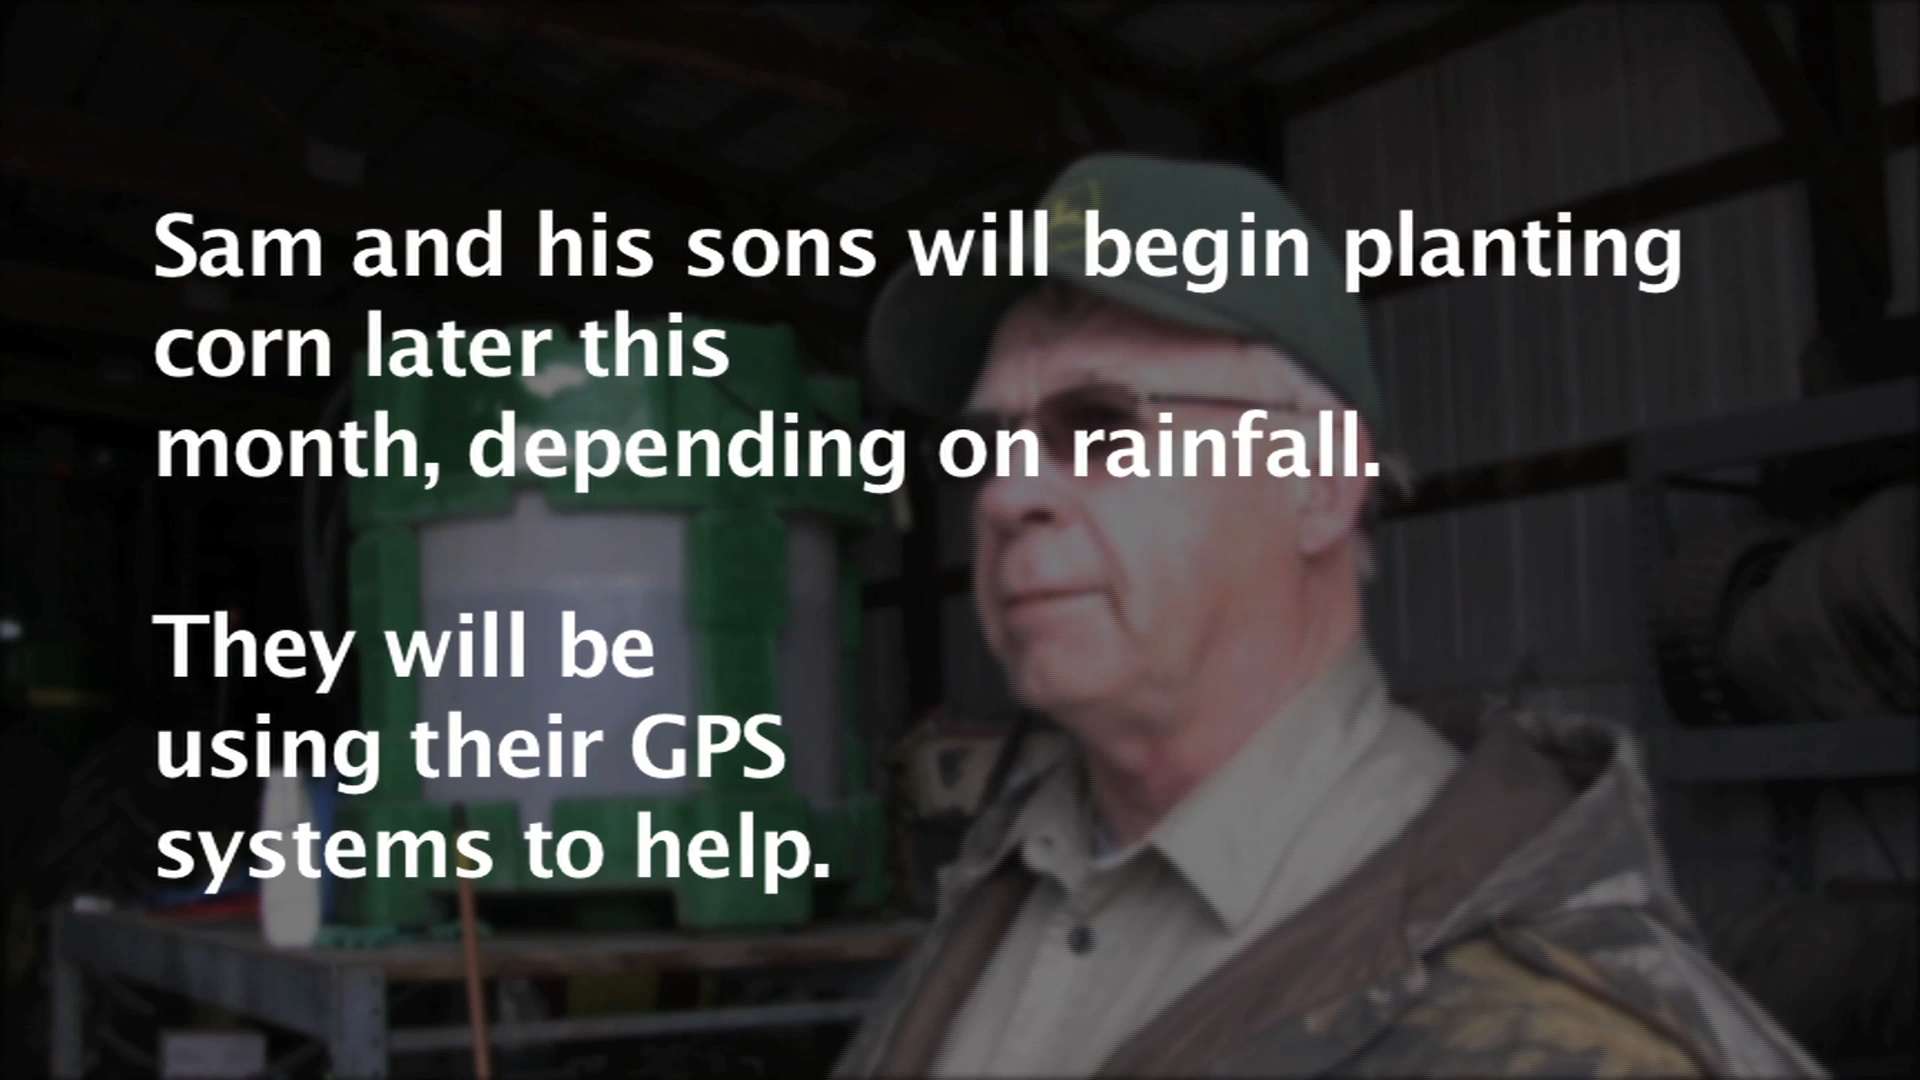 Sam and his sons will begin planting
corn later this
month, depending on rainfall.
They will be
using their GPS
systems to help.